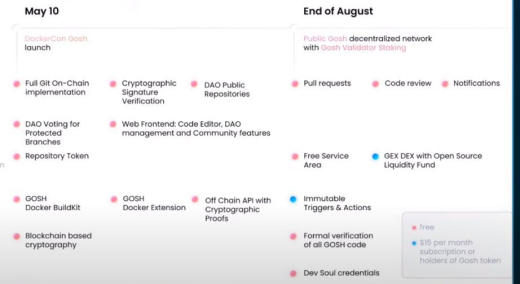 May 10
End of August
DockerCon Gosh
launch
Public Gosh decentralized network
with Gosh Validator Staking
Full Git On-Chain
implementation
Cryptographic
Signature
Verification
DAO Public
Repositories
Pull requests
Code review
Notifications
DAO Voting for
Protected
Branches
Web Frontend: Code Editor, DAO
management and Community features
Repository Token
Free Service
Area
GEX DEX with Open Source
Liquidity Fund
GOSH
Docker BuildKit
GOSH
Docker Extension
Off Chain API with
Cryptographic
Proofs
Immutable
Triggers & Actions
Blockchain based
cryptography
Formal verification
of all GOSH code
Dev Soul credentials
free
$15 per month
subscription or
holders of Gosh token